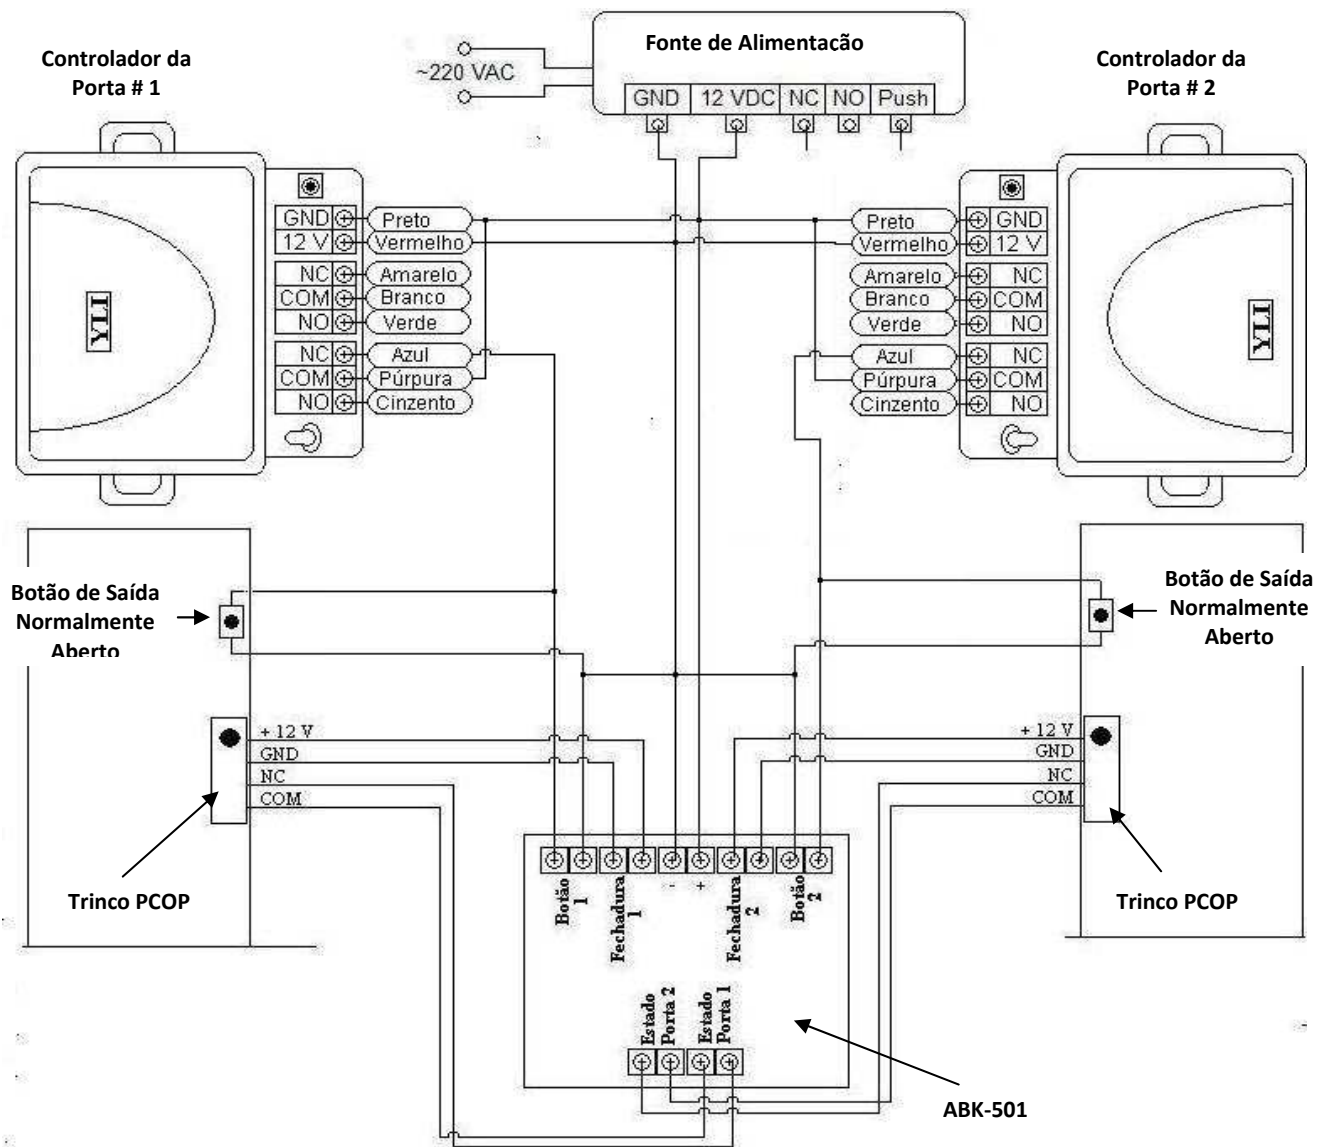 Controlador da
Porta # 1
~220 VAC
Fonte de Alimentacão
GND 12 VDC NC NO Push
Controlador da
Porta # 2
YLI
GND Preto
12 V Vermelho
NC Amarelo
COM Branco
NO Verde
NC Azul
COM Púrpura
NO Cinzento
Preto GND
Vermelho 12 V
Amarelo NC
Branco COM
Verde NO
Azul NC
Púrpura COM
Cinzento NO
YLI
Botão de Saída
Normalmente
Aberto
Botão de Saída
Normalmente
Aberto
+ 12 V
GND
NC
COM
+ 12 V
GND
NC
COM
Trinco PCOP
Trinco PCOP
Botão
1
Fechadura
1
-
+
Fechadura
2
Botão
2
Estado
Porta 2
Estado
Porta 1
ABK-501